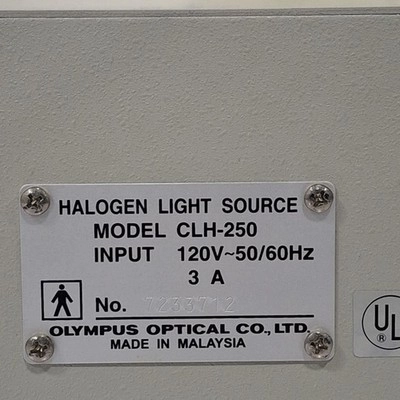 HALOGEN LIGHT SOURCE
MODEL CLH-250
INPUT 120V~50/60Hz
3 A
No. 7233712
OLYMPUS OPTICAL CO., LTD.
MADE IN MALAYSIA
UL